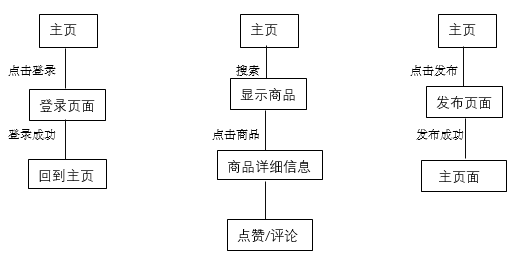 主页
点击登录
登录页面
登录成功
回到主页
主页
搜索
显示商品
点击商品
商品详细信息
点赞/评论
主页
点击发布
发布页面
发布成功
主页面